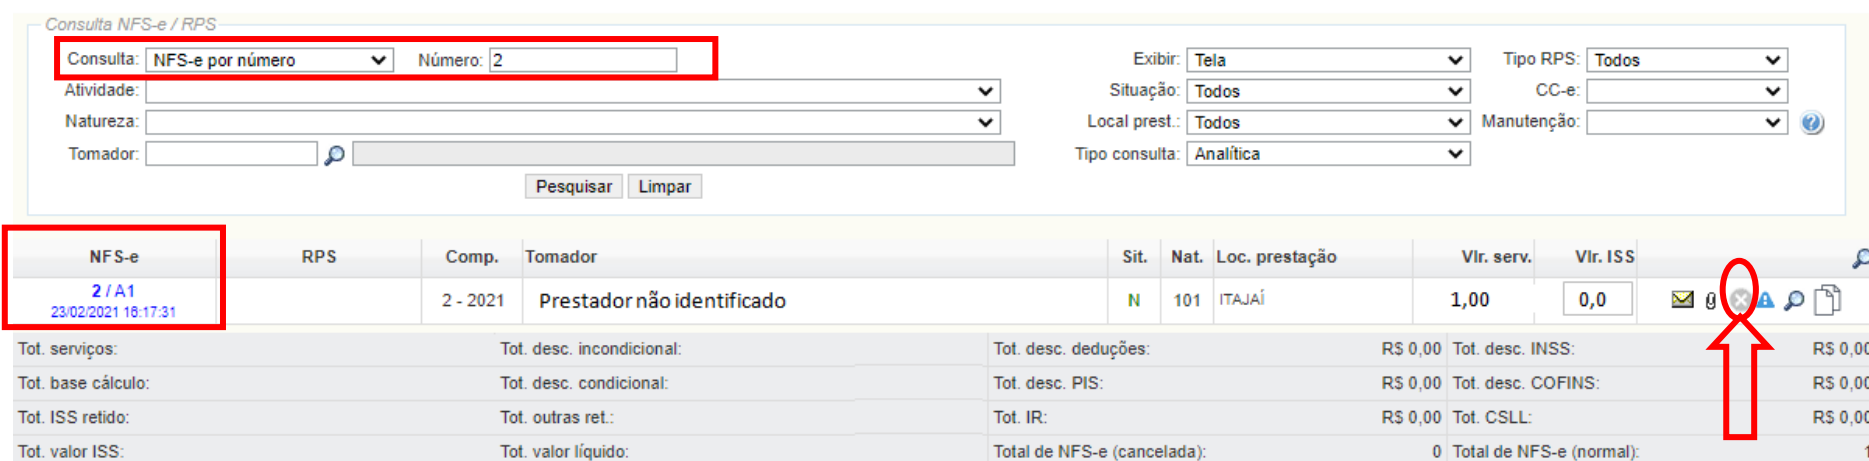 Consulta NFS-e / RPS
Consulta: NFS-e por número Número: 2 Exibir: Tela Tipo RPS: Todos
Atividade: Situação: Todos CC-e:
Natureza: Local prest.: Todos Manutenção:
Tomador: Tipo consulta: Analítica
Pesquisar Limpar
NFS-e RPS Comp. Tomador Sit. Nat. Loc. prestação Vlr. serv. Vlr. ISS
2 / A1
23/02/2021 16:17:31 2 - 2021 Prestador não identificado N 101 ITAJAÍ 1,00 0,0
Tot. serviços: Tot. desc. incondicional: Tot. desc. deduções: R$ 0,00 Tot. desc. INSS: R$ 0,00
Tot. base cálculo: Tot. desc. condicional: Tot. desc. PIS: R$ 0,00 Tot. desc. COFINS: R$ 0,00
Tot. ISS retido: Tot. outras ret.: Tot. IR: R$ 0,00 Tot. CSLL: R$ 0,00
Tot. valor ISS: Tot. valor líquido: Total de NFS-e (cancelada): 0 Total de NFS-e (normal): 1